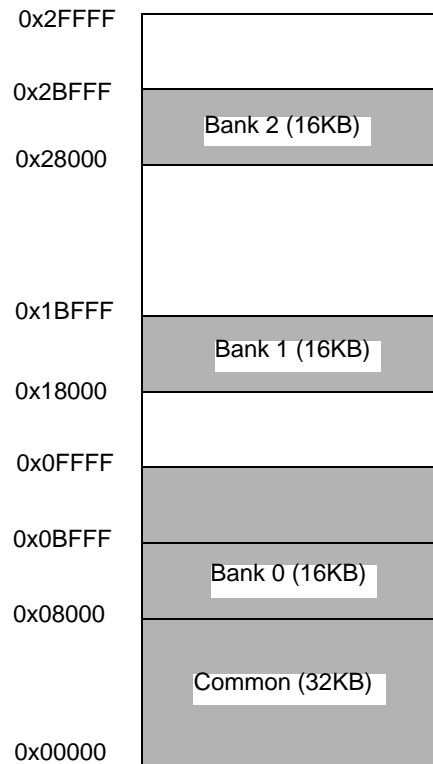 0x2FFFF
0x2BFFF
Bank 2 (16KB)
0x28000
0x1BFFF
Bank 1 (16KB)
0x18000
0x0FFFF
0x0BFFF
Bank 0 (16KB)
0x08000
Common (32KB)
0x00000